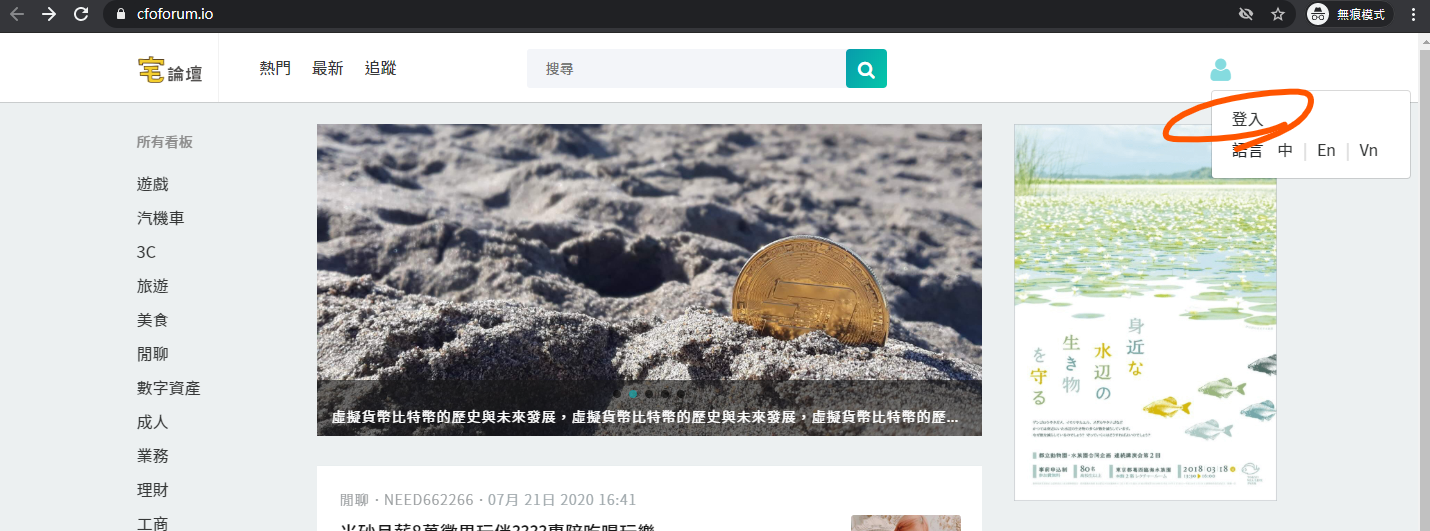 cfoforum.io
無痕模式
宅論壇
熱門 最新 追蹤
搜尋
登入
語言 中 | En | Vn
所有看板
遊戲
汽機車
3C
旅遊
美食
閒聊
數字資產
成人
業務
理財
工商
虛擬貨幣比特幣的歷史與未來發展，虛擬貨幣比特幣的歷史與未來發展，虛擬貨幣比特幣的歷...
閒聊・NEED662266・07月 21日 2020 16:41
身近な
水辺の
生き物
を守る
2018 03/18